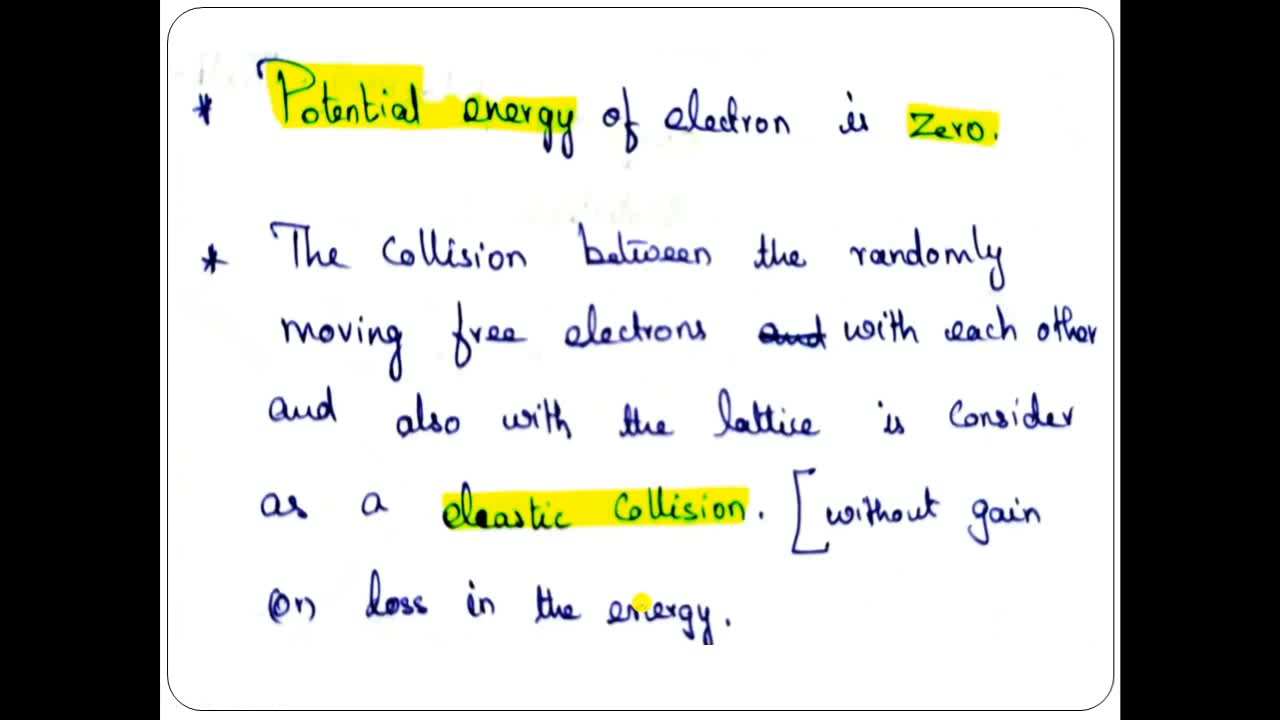 * Potential energy of electron is Zero.
* The Collision between the randomly
moving free electrons and with each other
and also with the lattice is Consider
as a eleastic Collision. [without gain
(or) loss in the energy.